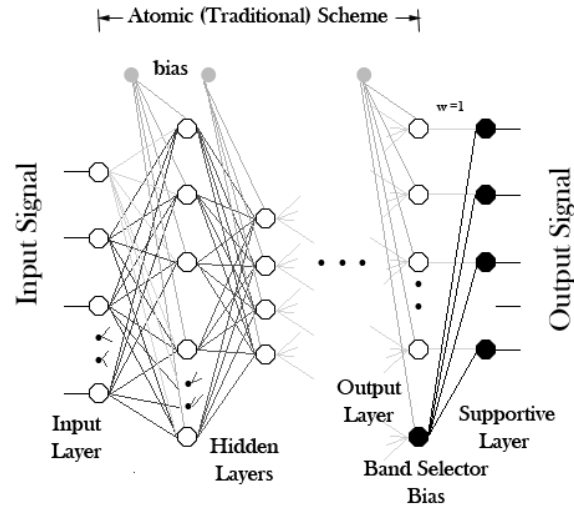 Atomic (Traditional) Scheme
bias
w=1
Input Signal
Output Signal
Input
Layer
Hidden
Layers
Output
Layer
Supportive
Layer
Band Selector
Bias